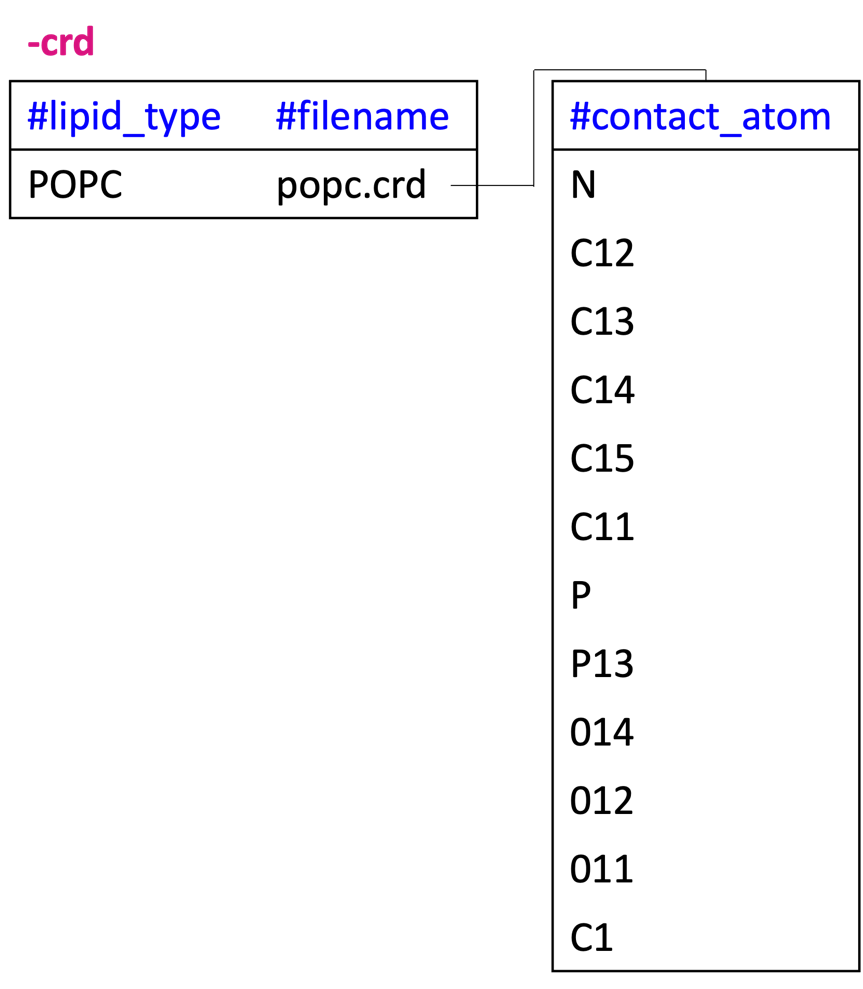 -crd
#lipid_type #filename
POPC popc.crd
#contact_atom
N
C12
C13
C14
C15
C11
P
P13
014
012
011
C1